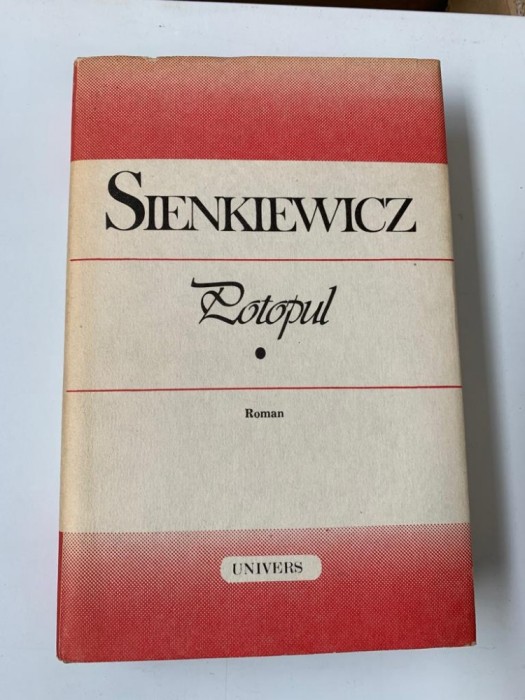 SIENKIEWICZ
Potopul
•
Roman
UNIVERS